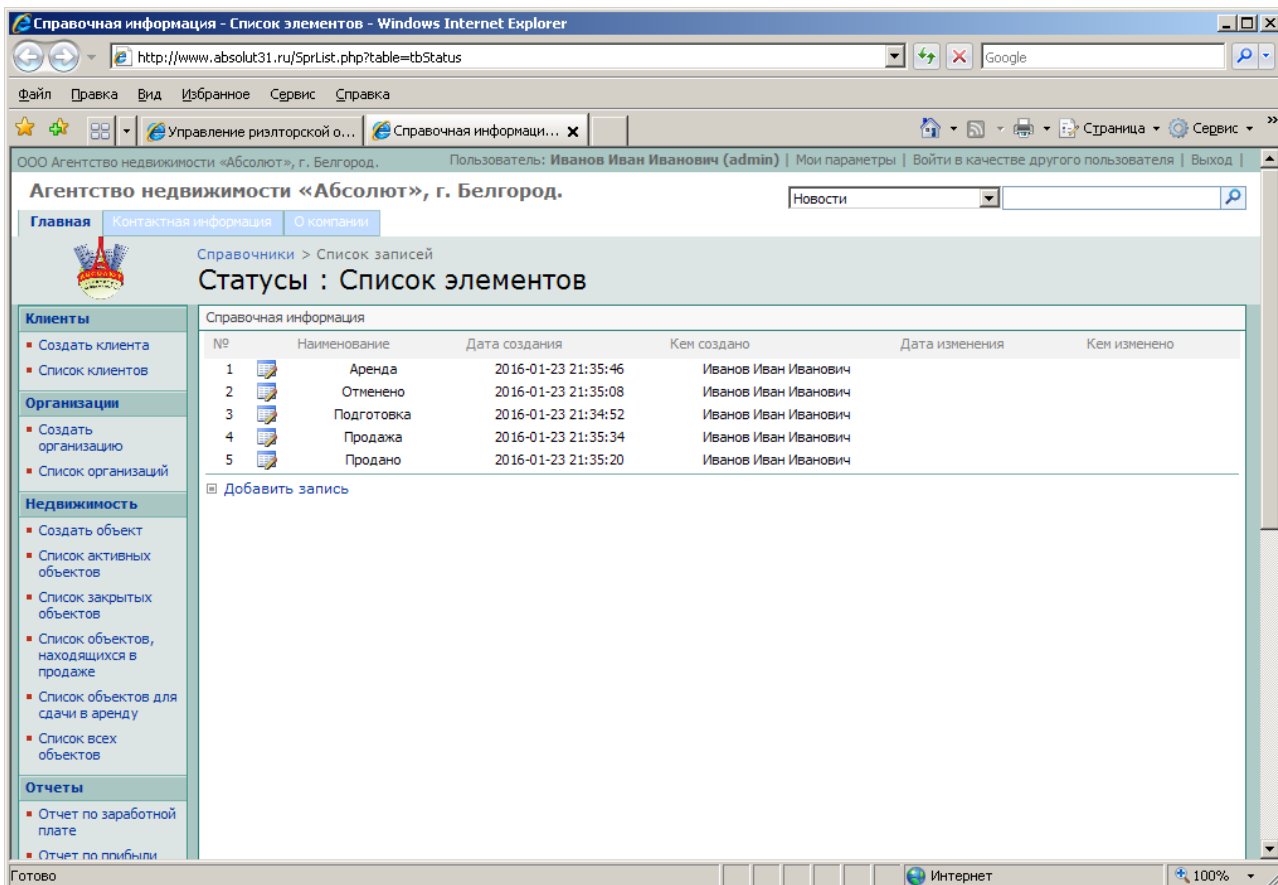 Справочная информация - Список элементов - Windows Internet Explorer
http://www.absolut31.ru/SprList.php?table=tbStatus
Google
Файл Правка Вид Избранное Сервис Справка
Управление риэлторской о... Справочная информаци... Страница Сервис
ООО Агентство недвижимости «Абсолют», г. Белгород. Пользователь: Иванов Иван Иванович (admin) | Мои параметры | Войти в качестве другого пользователя | Выход |
Агентство недвижимости «Абсолют», г. Белгород.
Новости
Главная Контактная информация О компании
АБСОЛЮТ
Справочники > Список записей
Статусы : Список элементов
Клиенты
Создать клиента
Список клиентов
Организации
Создать
организацию
Список организаций
Недвижимость
Создать объект
Список активных
объектов
Список закрытых
объектов
Список объектов,
находящихся в
продаже
Список объектов для
сдачи в аренду
Список всех
объектов
Отчеты
Отчет по заработной
плате
Отчет по прибыли
Справочная информация
№ Наименование Дата создания Кем создано Дата изменения Кем изменено
1 Аренда 2016-01-23 21:35:46 Иванов Иван Иванович
2 Отменено 2016-01-23 21:35:08 Иванов Иван Иванович
3 Подготовка 2016-01-23 21:34:52 Иванов Иван Иванович
4 Продажа 2016-01-23 21:35:34 Иванов Иван Иванович
5 Продано 2016-01-23 21:35:20 Иванов Иван Иванович
Добавить запись
Готово
Интернет
100%